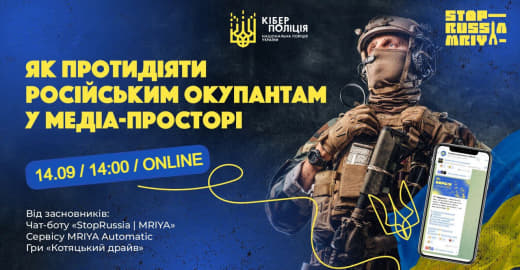 КІБЕР
ПОЛІЦІЯ
НАЦІОНАЛЬНА ПОЛІЦІЯ
УКРАЇНИ
STOP
RUSSIA
MRIYA
ЯК ПРОТИДІЯТИ
РОСІЙСЬКИМ ОКУПАНТАМ
У МЕДІА-ПРОСТОРІ
14.09 / 14:00 / ONLINE
Від засновників:
Чат-боту «StopRussia | MRIYA»
Сервісу MRIYA Automatic
Гри «Котяцький драйв»